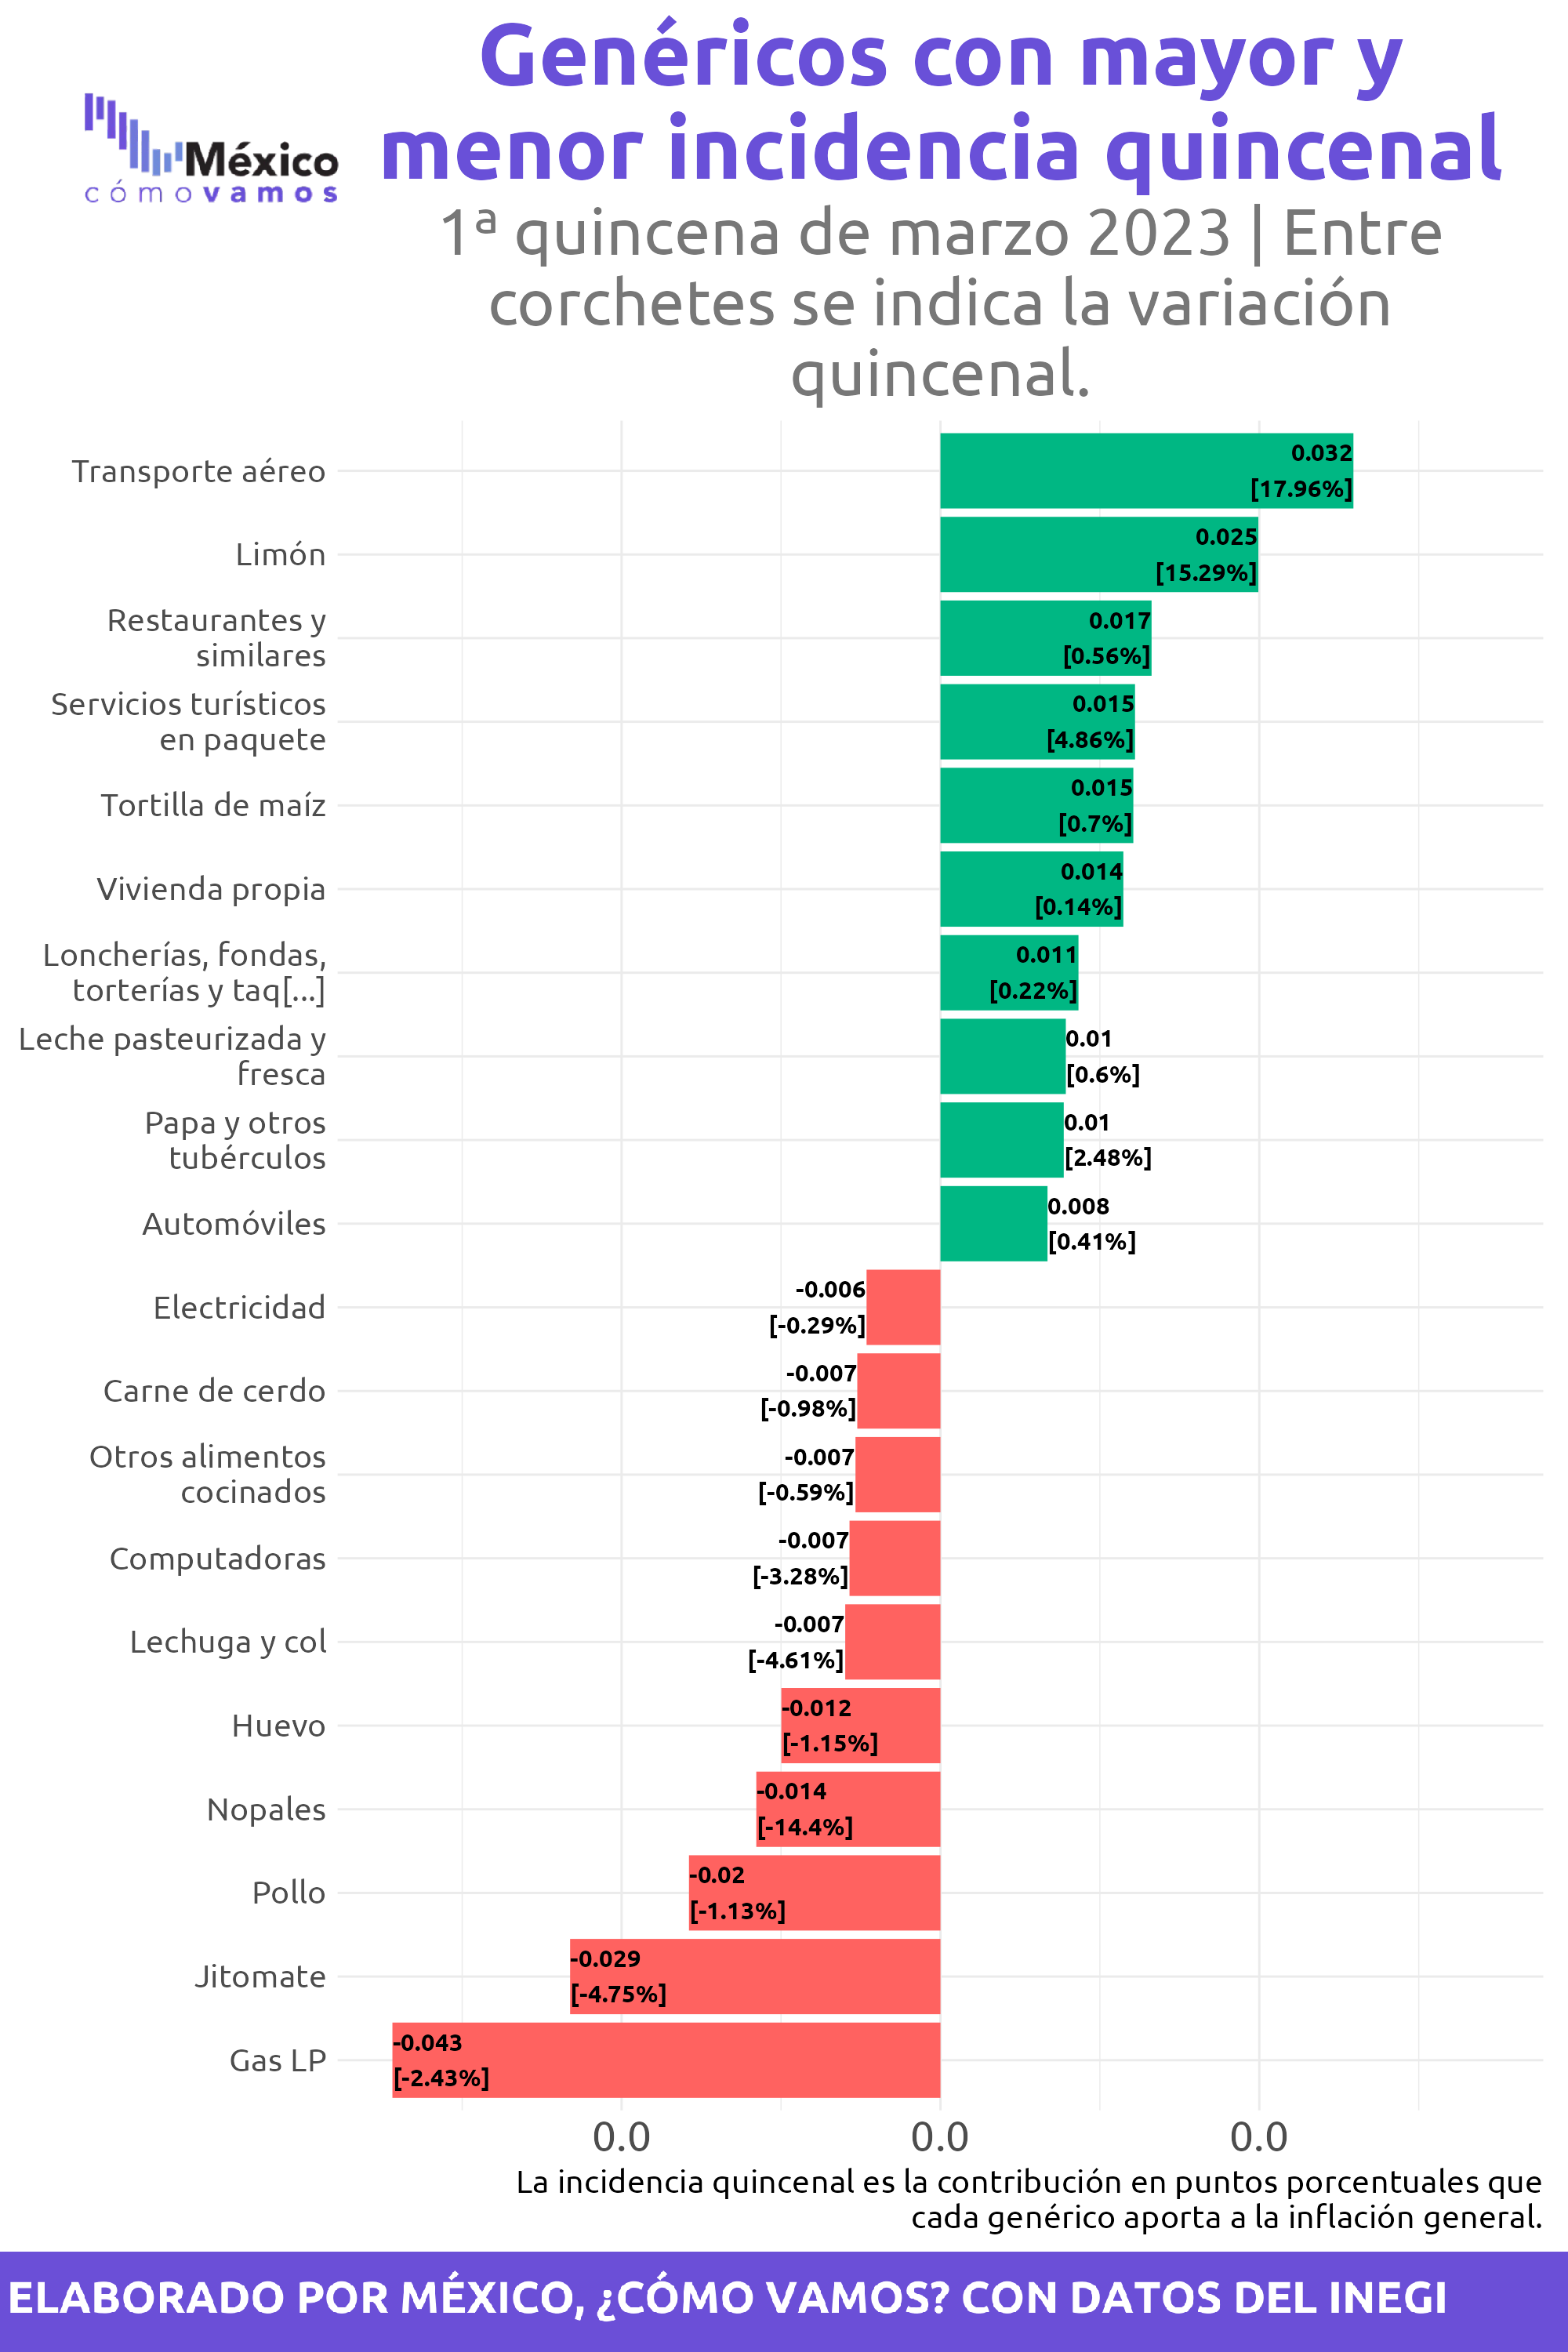 Genéricos con mayor y
menor incidencia quincenal
México
cómovamos
1ª quincena de marzo 2023 | Entre
corchetes se indica la variación
quincenal.
Transporte aéreo
0.032
[17.96%]
Limón
0.025
[15.29%]
Restaurantes y
similares
0.017
[0.56%]
Servicios turísticos
en paquete
0.015
[4.86%]
Tortilla de maíz
0.015
[0.7%]
Vivienda propia
0.014
[0.14%]
Loncherías, fondas,
torterías y taq[...]
0.011
[0.22%]
Leche pasteurizada y
fresca
0.01
[0.6%]
Papa y otros
tubérculos
0.01
[2.48%]
Automóviles
0.008
[0.41%]
Electricidad
-0.006
[-0.29%]
Carne de cerdo
-0.007
[-0.98%]
Otros alimentos
cocinados
-0.007
[-0.59%]
Computadoras
-0.007
[-3.28%]
Lechuga y col
-0.007
[-4.61%]
Huevo
-0.012
[-1.15%]
Nopales
-0.014
[-14.4%]
Pollo
-0.02
[-1.13%]
Jitomate
-0.029
[-4.75%]
Gas LP
-0.043
[-2.43%]
0.0 0.0 0.0
La incidencia quincenal es la contribución en puntos porcentuales que
cada genérico aporta a la inflación general.
ELABORADO POR MÉXICO, ¿CÓMO VAMOS? CON DATOS DEL INEGI